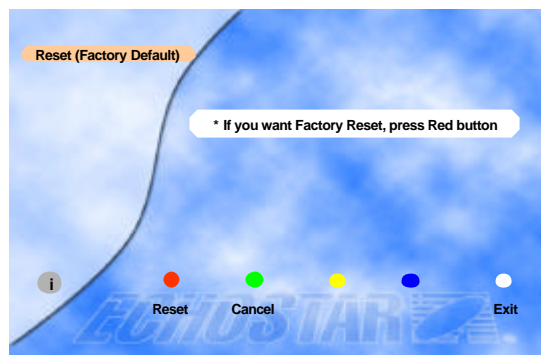 Reset (Factory Default)
* If you want Factory Reset, press Red button
i
Reset Cancel Exit
ECHOSTAR